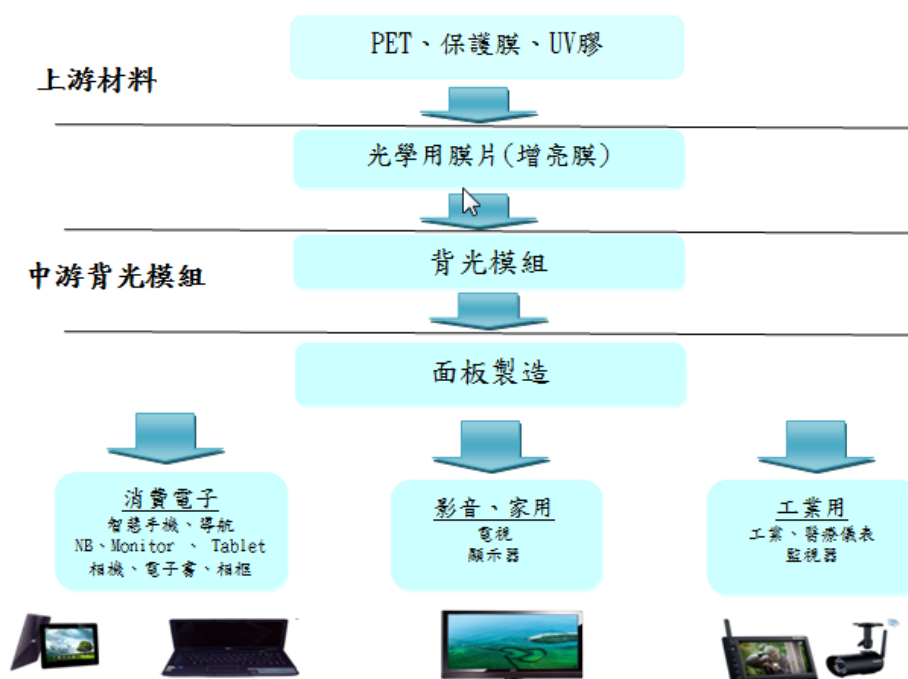 PET、保護膜、UV膠
上游材料
光學用膜片(增亮膜)
背光模組
中游背光模組
面板製造
消費電子
智慧手機、導航
NB、Monitor 、 Tablet
相機、電子書、相框
影音、家用
電視
顯示器
工業用
工業、醫療儀表
監視器